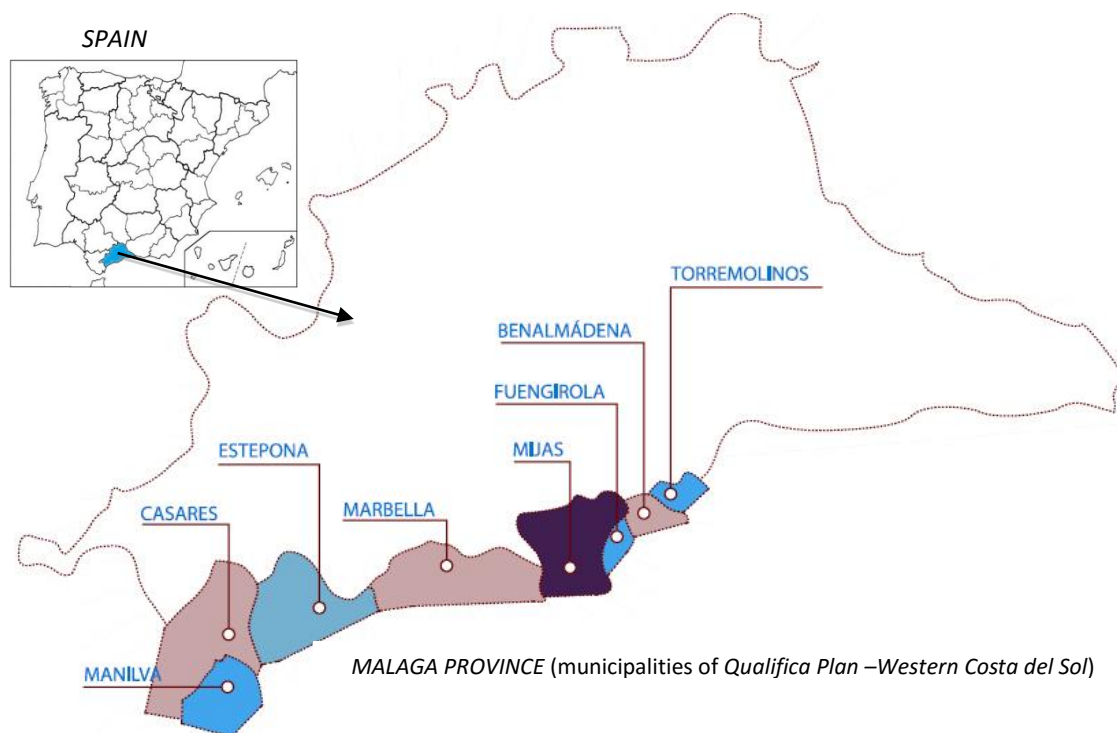 SPAIN
TORREMOLINOS
BENALMÁDENA
FUENGIROLA
ESTEPONA
MIJAS
CASARES
MARBELLA
MANILVA
MALAGA PROVINCE (municipalities of Qualifica Plan –Western Costa del Sol)